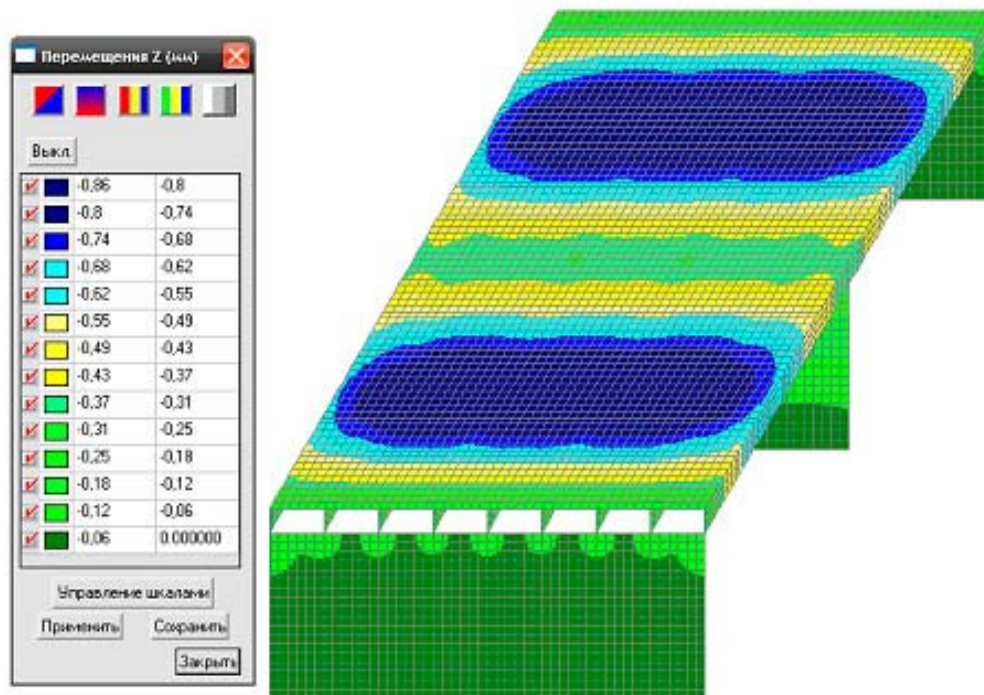 Перемещения Z (мм)
Выкл.
-0,86 -0,8
-0,8 -0,74
-0,74 -0,68
-0,68 -0,62
-0,62 -0,55
-0,55 -0,49
-0,49 -0,43
-0,43 -0,37
-0,37 -0,31
-0,31 -0,25
-0,25 -0,18
-0,18 -0,12
-0,12 -0,06
-0,06 0.000000
Управление шкалами
Применить Сохранить
Закрыть